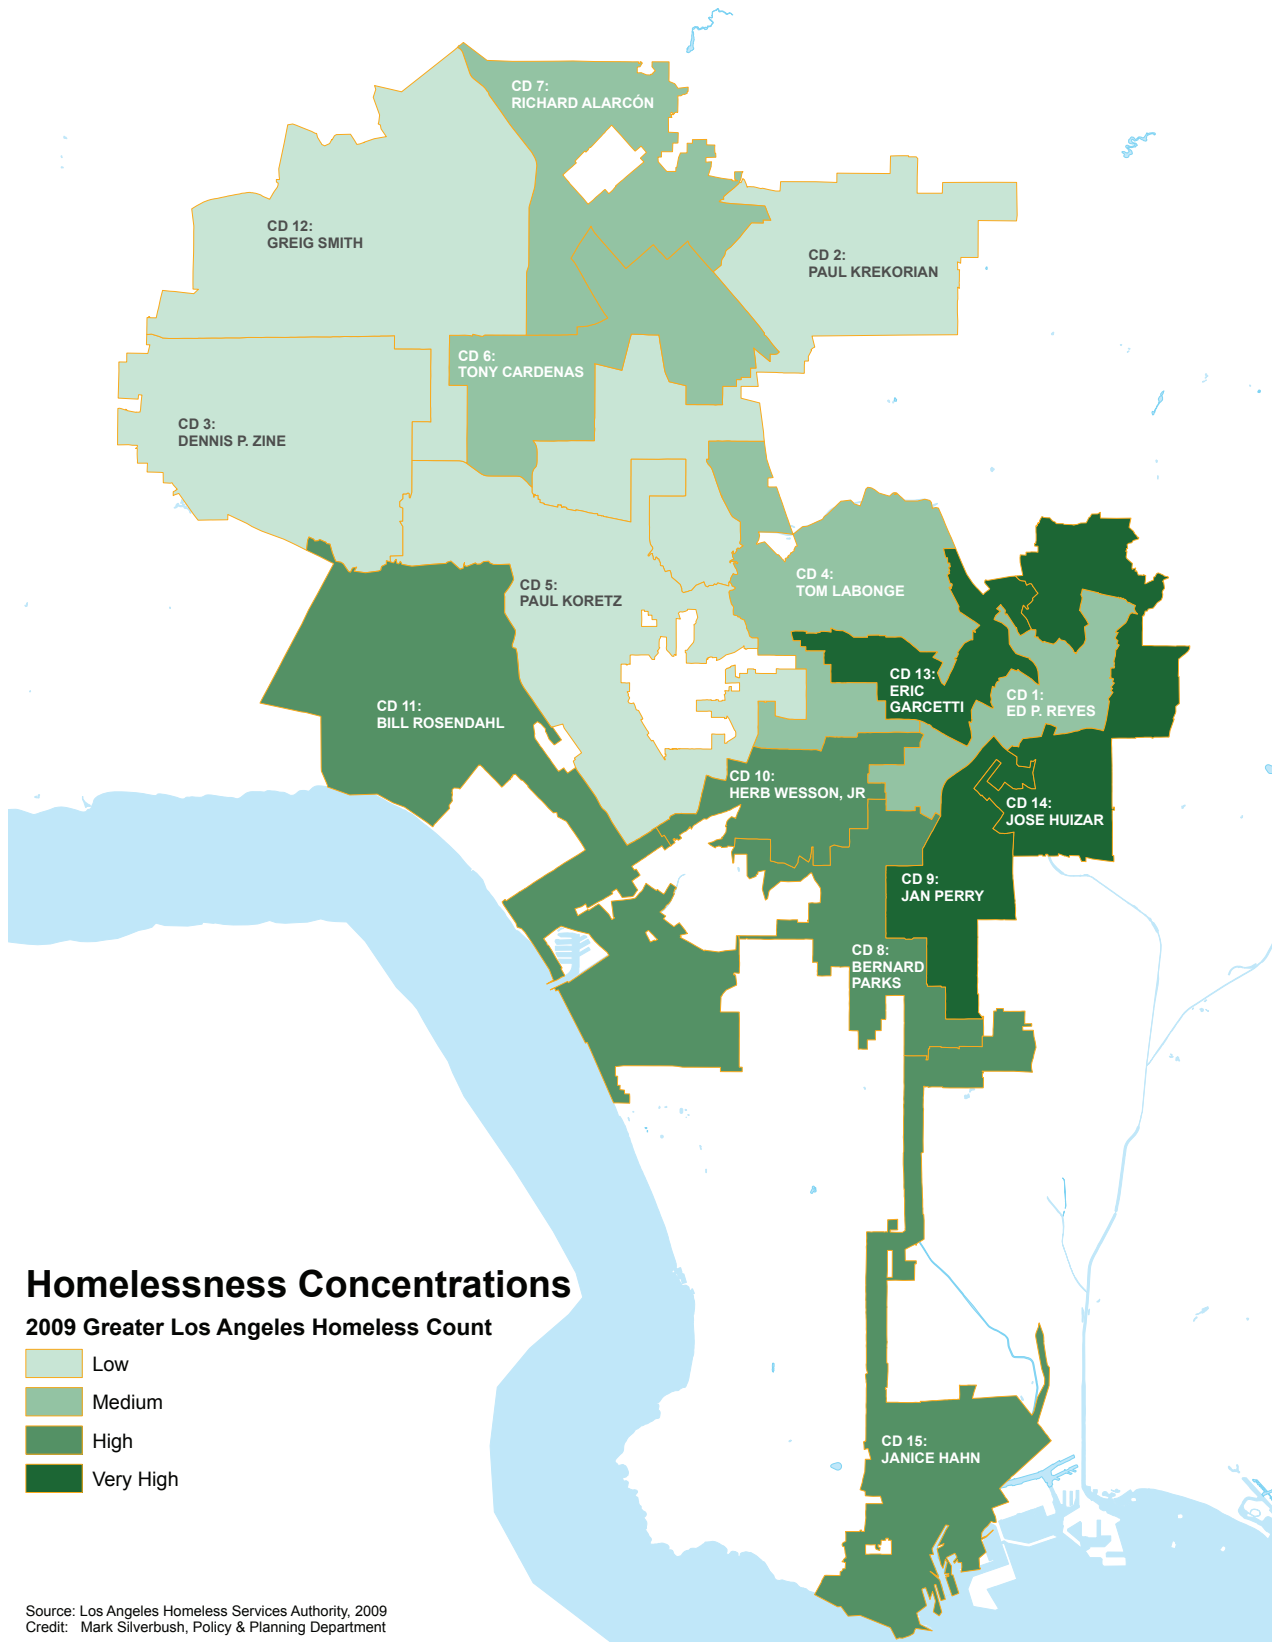 CD 7:
RICHARD ALARCÓN
CD 12:
GREIG SMITH
CD 2:
PAUL KREKORIAN
CD 6:
TONY CARDENAS
CD 3:
DENNIS P. ZINE
CD 4:
TOM LABONGE
CD 5:
PAUL KORETZ
CD 13:
ERIC
GARCETTI
CD 1:
ED P. REYES
CD 11:
BILL ROSENDAHL
CD 10:
HERB WESSON, JR
CD 14:
JOSE HUIZAR
CD 9:
JAN PERRY
CD 8:
BERNARD
PARKS
CD 15:
JANICE HAHN
Homelessness Concentrations
2009 Greater Los Angeles Homeless Count
Low
Medium
High
Very High
Source: Los Angeles Homeless Services Authority, 2009
Credit: Mark Silverbush, Policy & Planning Department